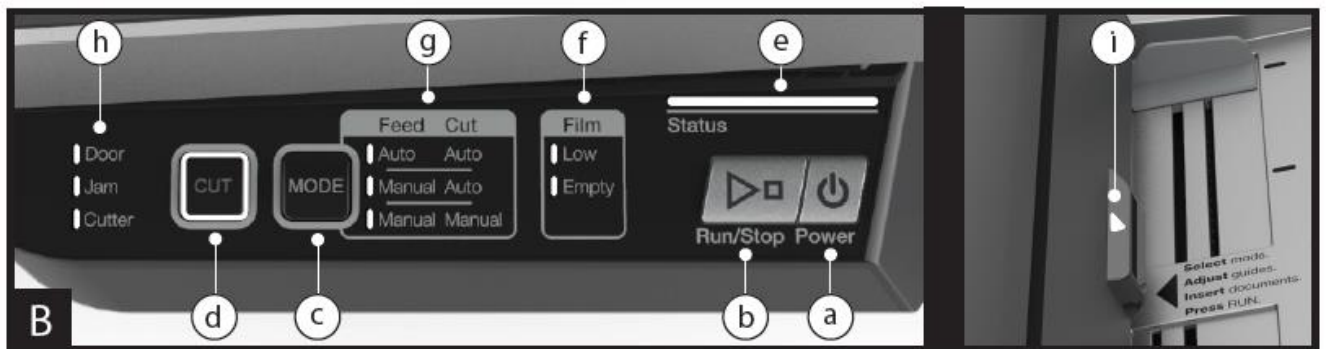 h
g
f
e
i
Door
Jam
Cutter
CUT
MODE
Feed Cut
Auto Auto
Manual Auto
Manual Manual
Film
Low
Empty
Status
Run/Stop Power
d
c
b
a
B
Select mode.
Adjust guides.
Insert documents.
Press RUN.